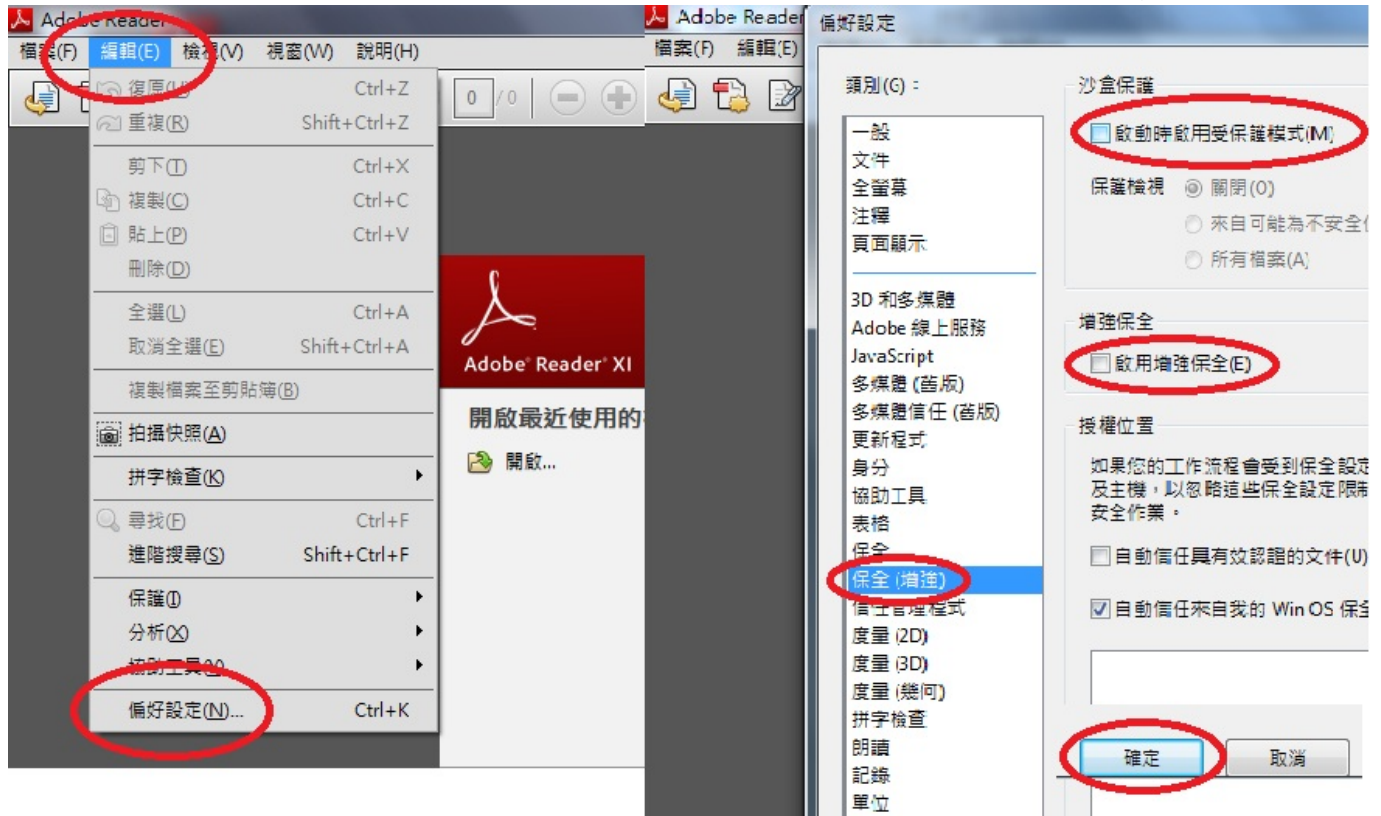 Adobe Reader
檔案(F) 編輯(E) 檢視(V) 視窗(W) 說明(H)
復原(U) Ctrl+Z
重複(R) Shift+Ctrl+Z
剪下(T) Ctrl+X
複製(C) Ctrl+C
貼上(P) Ctrl+V
刪除(D)
全選(L) Ctrl+A
取消全選(E) Shift+Ctrl+A
複製檔案至剪貼簿(B)
拍攝快照(A)
拼字檢查(K)
尋找(F) Ctrl+F
進階搜尋(S) Shift+Ctrl+F
保護(I)
分析(X)
協助工具(Y)
偏好設定(N)... Ctrl+K
0 / 0
Adobe® Reader® XI
開啟最近使用的
開啟...
Adobe Reader
檔案(F) 編輯(E)
偏好設定
類別(G)：
一般
文件
全螢幕
注釋
頁面顯示
3D 和多媒體
Adobe 線上服務
JavaScript
多媒體 (舊版)
多媒體信任 (舊版)
更新程式
身分
協助工具
表格
保全
保全 (增強)
信任管理程式
度量 (2D)
度量 (3D)
度量 (幾何)
拼字檢查
朗讀
記錄
單位
沙盒保護
啟動時啟用受保護模式(M)
保護檢視 關閉(O)
來自可能為不安全
所有檔案(A)
增強保全
啟用增強保全(E)
授權位置
如果您的工作流程會受到保全設定
及主機，以忽略這些保全設定限制
安全作業。
自動信任具有效認證的文件(U)
自動信任來自我的 Win OS 保全
確定 取消